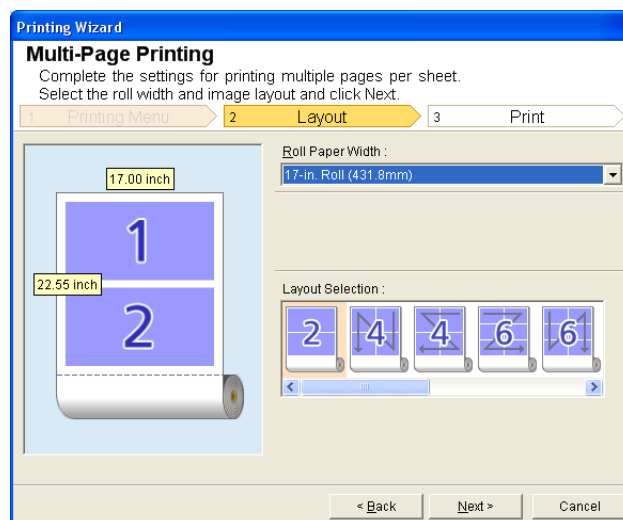 Printing Wizard
Multi-Page Printing
Complete the settings for printing multiple pages per sheet.
Select the roll width and image layout and click Next.
1 Printing Menu 2 Layout 3 Print
Roll Paper Width :
17-in. Roll (431.8mm)
17.00 inch
1
22.55 inch
2
Layout Selection :
2 4 4 6 6
< Back Next > Cancel